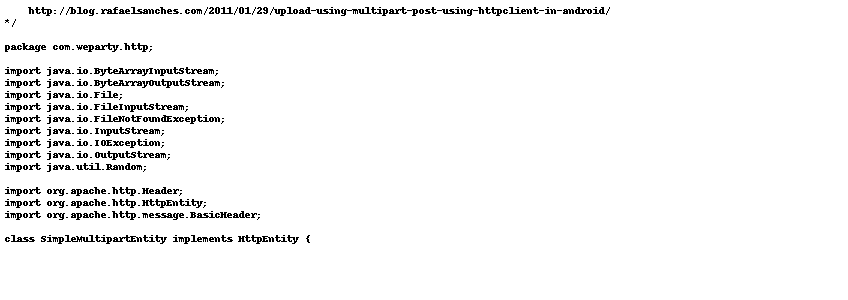 http://blog.rafaelsanches.com/2011/01/29/upload-using-multipart-post-using-httpclient-in-android/
*/
package com.weparty.http;
import java.io.ByteArrayInputStream;
import java.io.ByteArrayOutputStream;
import java.io.File;
import java.io.FileInputStream;
import java.io.FileNotFoundException;
import java.io.InputStream;
import java.io.IOException;
import java.io.OutputStream;
import java.util.Random;
import org.apache.http.Header;
import org.apache.http.HttpEntity;
import org.apache.http.message.BasicHeader;
class SimpleMultipartEntity implements HttpEntity {